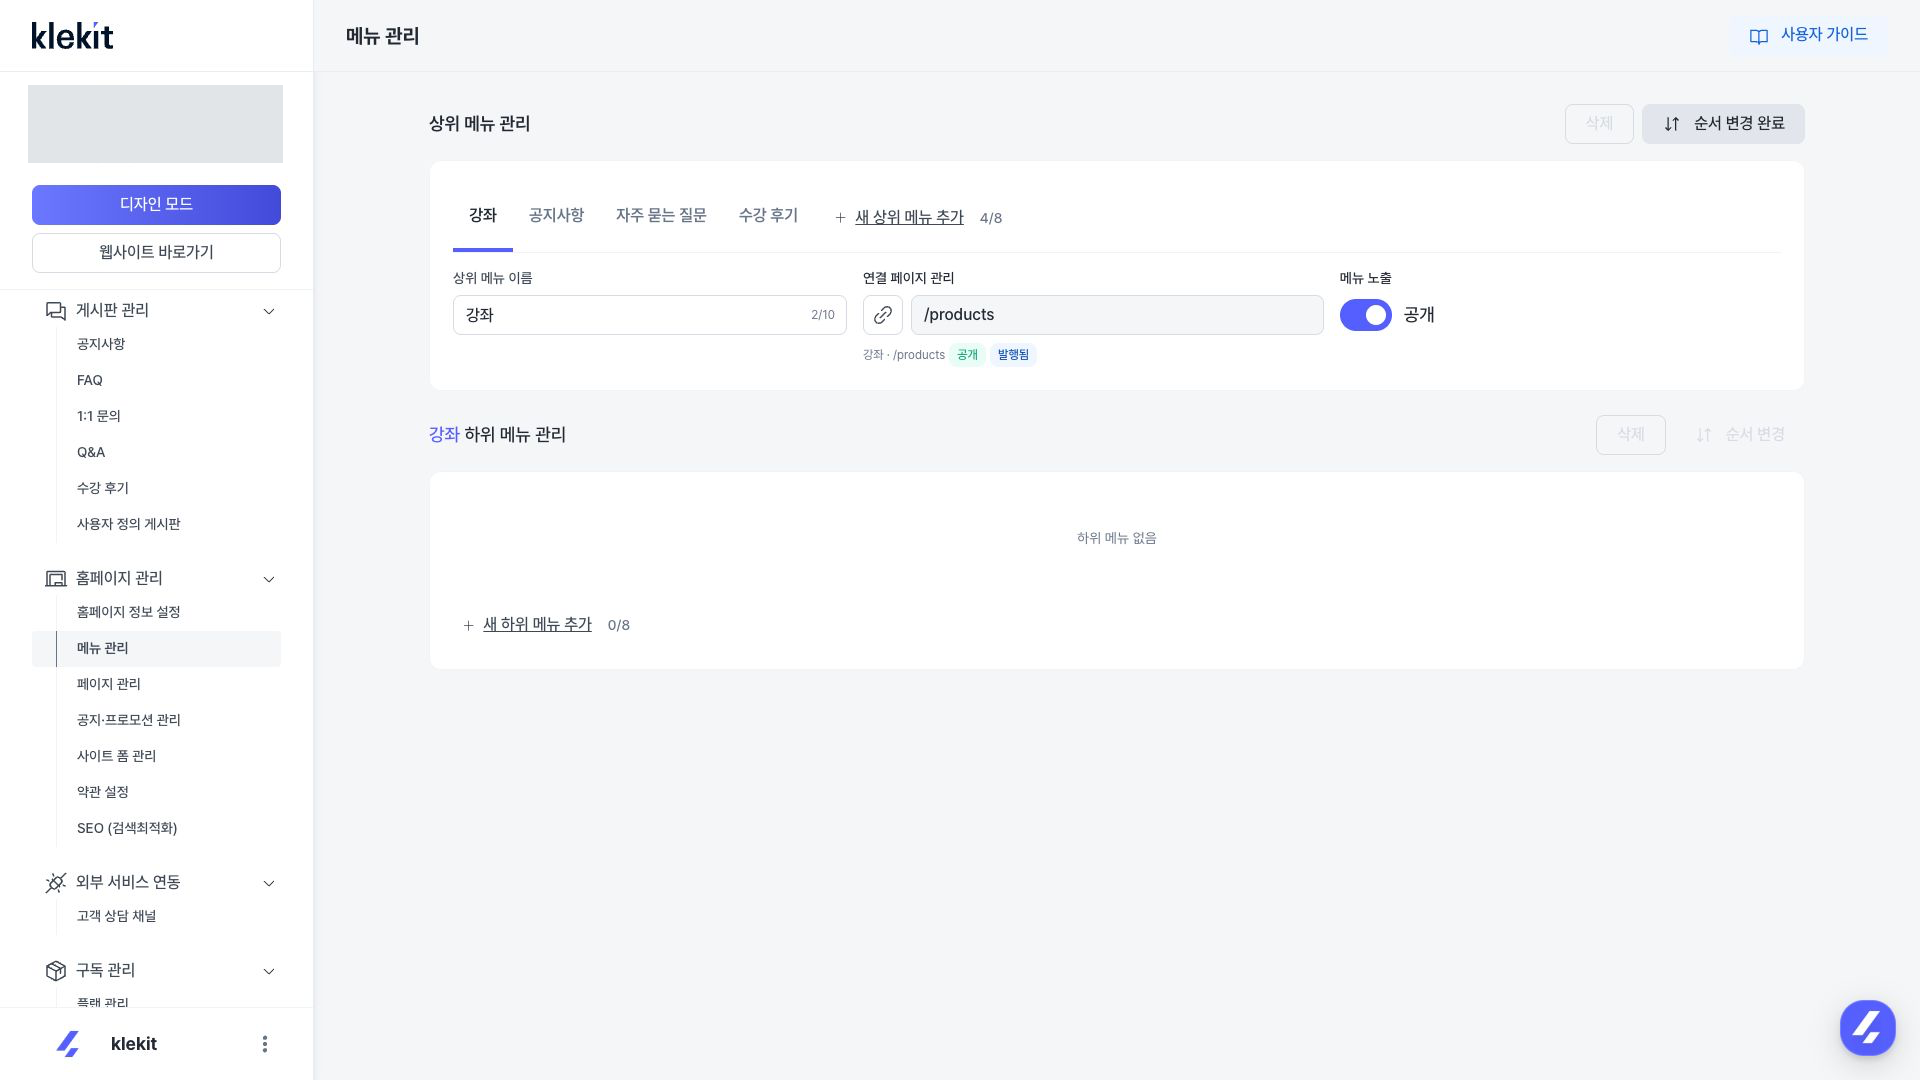 klekit
메뉴 관리
사용자 가이드
디자인 모드
웹사이트 바로가기
게시판 관리
공지사항
FAQ
1:1 문의
Q&A
수강 후기
사용자 정의 게시판
홈페이지 관리
홈페이지 정보 설정
메뉴 관리
페이지 관리
공지·프로모션 관리
사이트 폼 관리
약관 설정
SEO (검색최적화)
외부 서비스 연동
고객 상담 채널
구독 관리
플랜 관리
klekit
상위 메뉴 관리
삭제
순서 변경 완료
강좌 공지사항 자주 묻는 질문 수강 후기 + 새 상위 메뉴 추가 4/8
상위 메뉴 이름 연결 페이지 관리 메뉴 노출
강좌 2/10 /products 공개
강좌 · /products 공개 발행됨
강좌 하위 메뉴 관리
삭제
순서 변경
하위 메뉴 없음
+ 새 하위 메뉴 추가 0/8